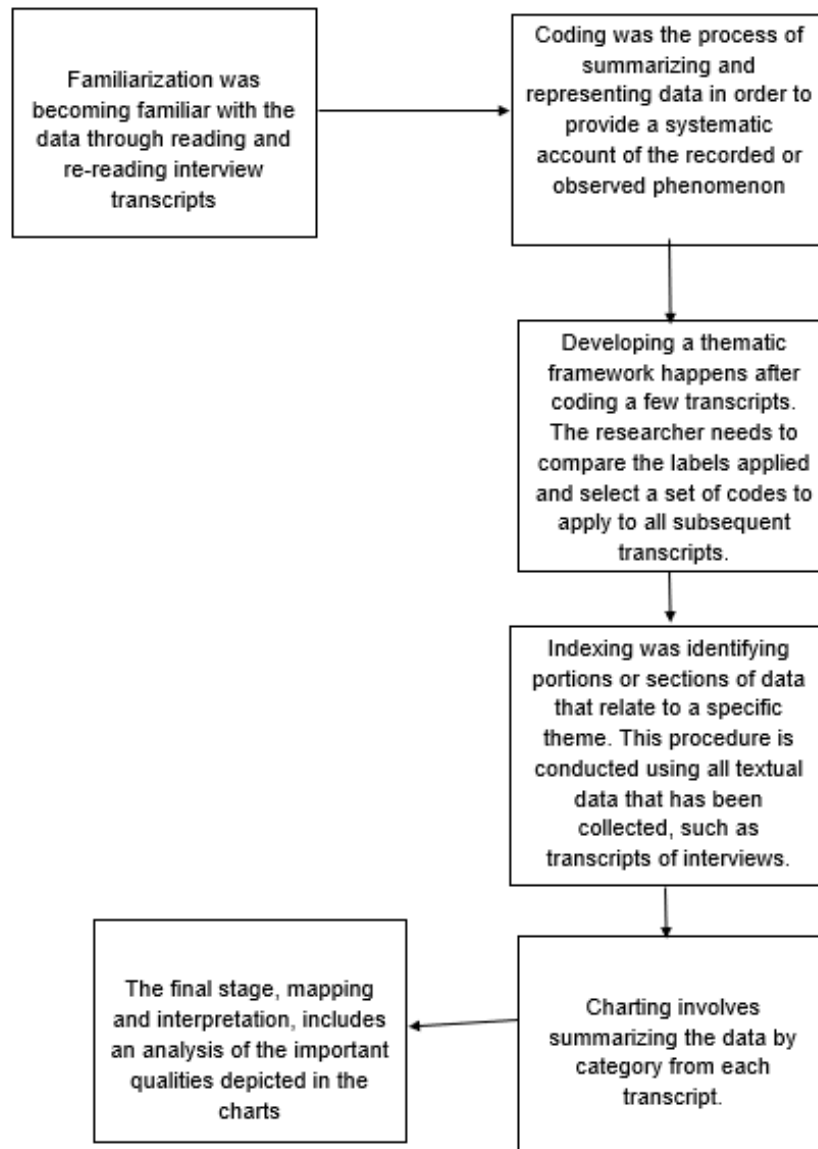 Familiarization was
becoming familiar with the
data through reading and
re-reading interview
transcripts
Coding was the process of
summarizing and
representing data in order to
provide a systematic
account of the recorded or
observed phenomenon
Developing a thematic
framework happens after
coding a few transcripts.
The researcher needs to
compare the labels applied
and select a set of codes to
apply to all subsequent
transcripts.
Indexing was identifying
portions or sections of data
that relate to a specific
theme. This procedure is
conducted using all textual
data that has been
collected, such as
transcripts of interviews.
Charting involves
summarizing the data by
category from each
transcript.
The final stage, mapping
and interpretation, includes
an analysis of the important
qualities depicted in the
charts